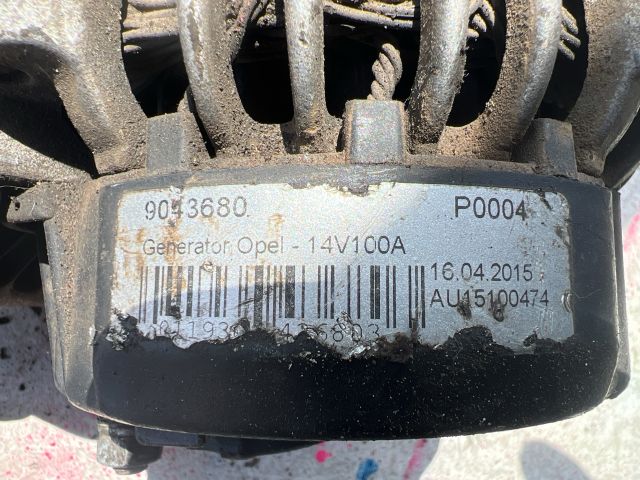 9043680 P0004
Generator Opel - 14V100A
16.04.2015
AU15100474